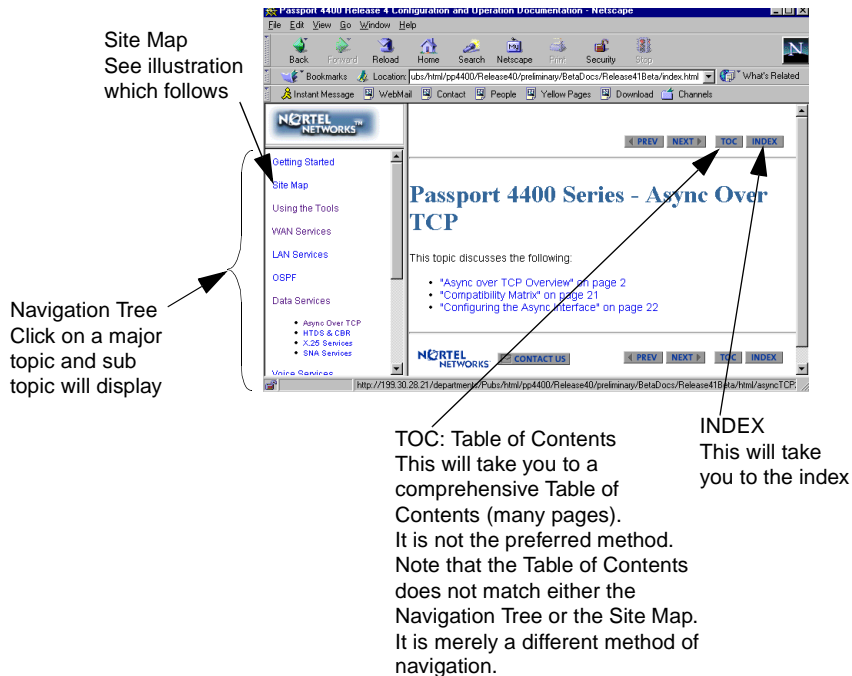 Passport 4400 Release 4 Configuration and Operation Documentation - Netscape
File Edit View Go Window Help
Back Forward Reload Home Search Netscape Print Security Stop
N
Bookmarks Location: ubs/html/pp4400/Release40/preliminary/BetaDocs/Release41Beta/index.html What's Related
Instant Message WebMail Contact People Yellow Pages Download Channels
Site Map
See illustration
which follows
NORTEL
NETWORKS™
PREV NEXT TOC INDEX
Getting Started
Site Map
Using the Tools
WAN Services
LAN Services
OSPF
Data Services
• Async Over TCP
• HTDS & CBR
• X.25 Services
• SNA Services
Voice Services
Passport 4400 Series - Async Over
TCP
This topic discusses the following:
• "Async over TCP Overview" on page 2
• "Compatibility Matrix" on page 21
• "Configuring the Async Interface" on page 22
NORTEL
NETWORKS
CONTACT US
PREV NEXT TOC INDEX
http://199.30.28.21/departments/Pubs/html/pp4400/Release40/preliminary/BetaDocs/Release41Beta/html/asyncTCP
Navigation Tree
Click on a major
topic and sub
topic will display
TOC: Table of Contents
This will take you to a
comprehensive Table of
Contents (many pages).
It is not the preferred method.
Note that the Table of Contents
does not match either the
Navigation Tree or the Site Map.
It is merely a different method of
navigation.
INDEX
This will take
you to the index